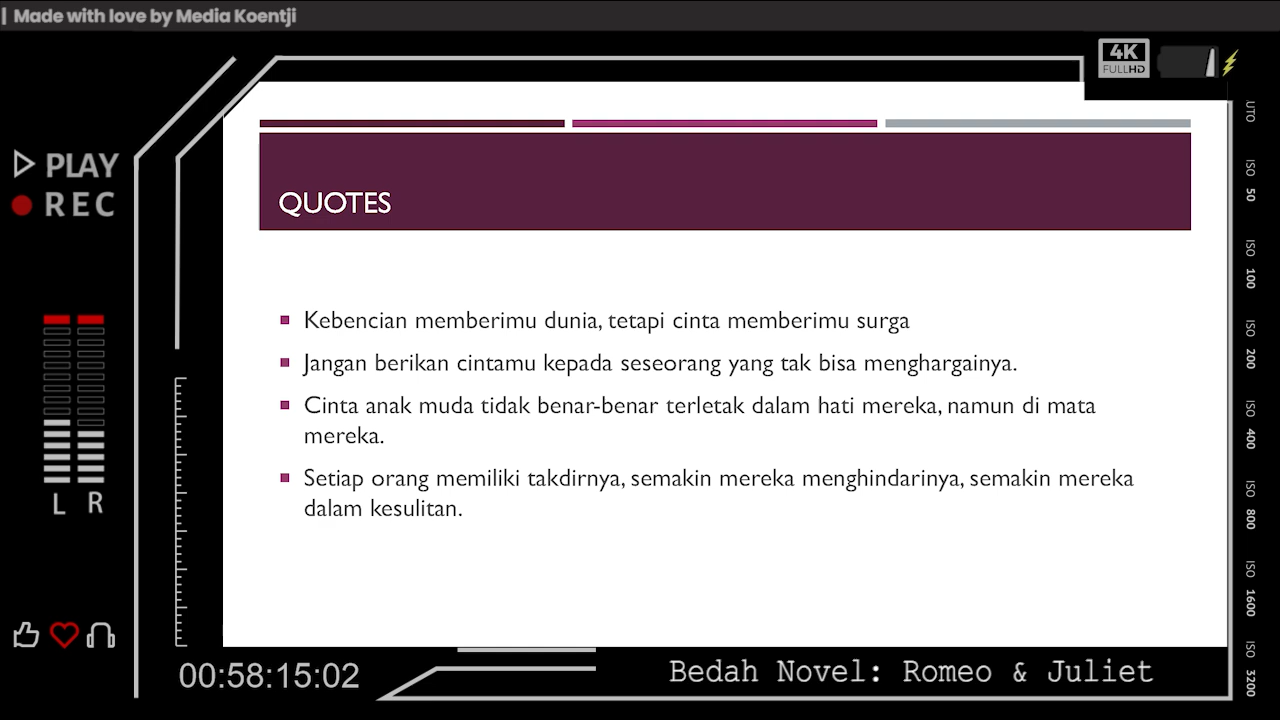 | Made with love by Media Koentji
4K
FULLHD
PLAY
REC
QUOTES
Kebencian memberimu dunia, tetapi cinta memberimu surga
Jangan berikan cintamu kepada seseorang yang tak bisa menghargainya.
Cinta anak muda tidak benar-benar terletak dalam hati mereka, namun di mata
mereka.
Setiap orang memiliki takdirnya, semakin mereka menghindarinya, semakin mereka
dalam kesulitan.
L R
00:58:15:02
Bedah Novel: Romeo & Juliet
UTO
ISO 50
ISO 100
ISO 200
ISO 400
ISO 800
ISO 1600
ISO 3200